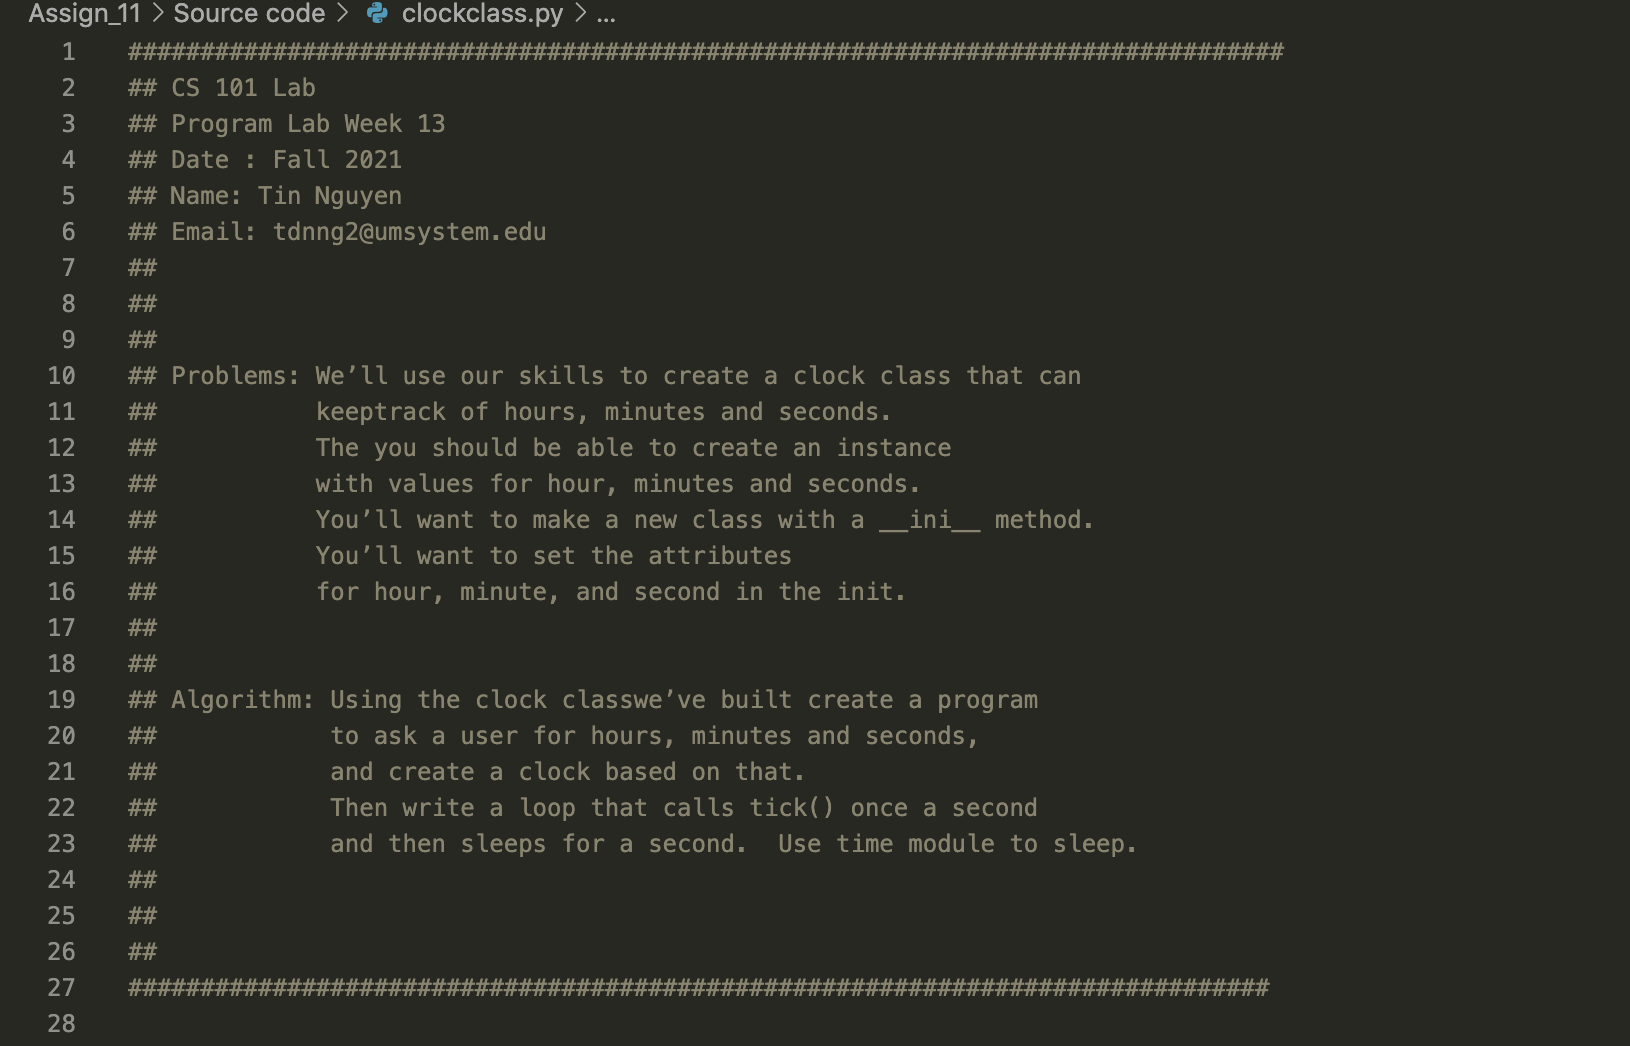 Assign_11 > Source code > clockclass.py > ...
1 ################################################################################
2 ## CS 101 Lab
3 ## Program Lab Week 13
4 ## Date : Fall 2021
5 ## Name: Tin Nguyen
6 ## Email: tdnng2@umsystem.edu
7 ##
8 ##
9 ##
10 ## Problems: We’ll use our skills to create a clock class that can
11 ##           keeptrack of hours, minutes and seconds.
12 ##           The you should be able to create an instance
13 ##           with values for hour, minutes and seconds.
14 ##           You’ll want to make a new class with a __ini__ method.
15 ##           You’ll want to set the attributes
16 ##           for hour, minute, and second in the init.
17 ##
18 ##
19 ## Algorithm: Using the clock classwe’ve built create a program
20 ##            to ask a user for hours, minutes and seconds,
21 ##            and create a clock based on that.
22 ##            Then write a loop that calls tick() once a second
23 ##            and then sleeps for a second.  Use time module to sleep.
24 ##
25 ##
26 ##
27 ###############################################################################
28